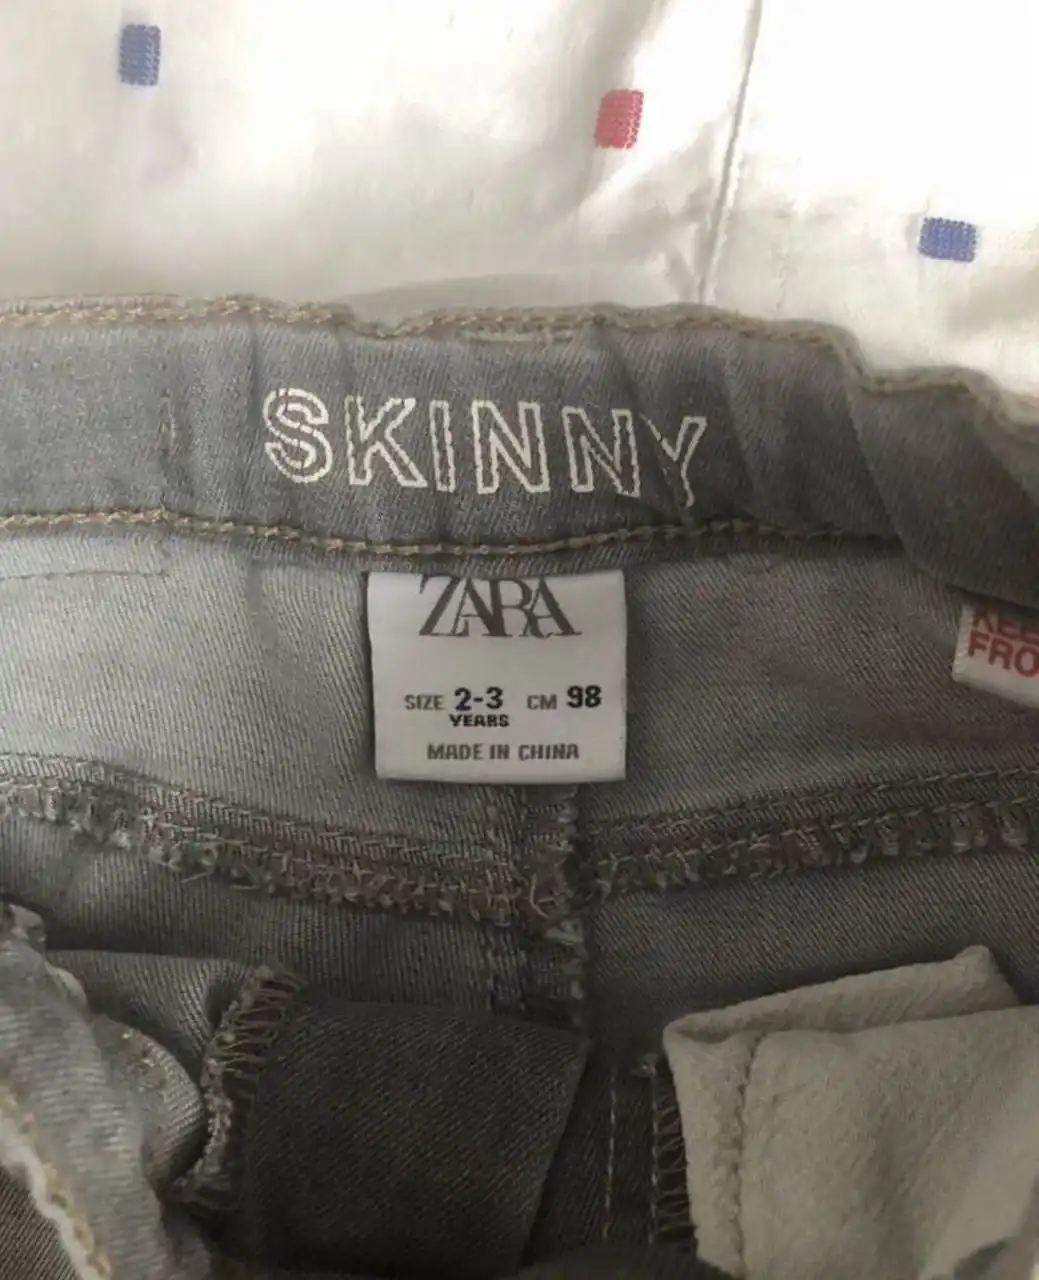 SKINNY
ZARA
SIZE 2-3 CM 98
YEARS
MADE IN CHINA